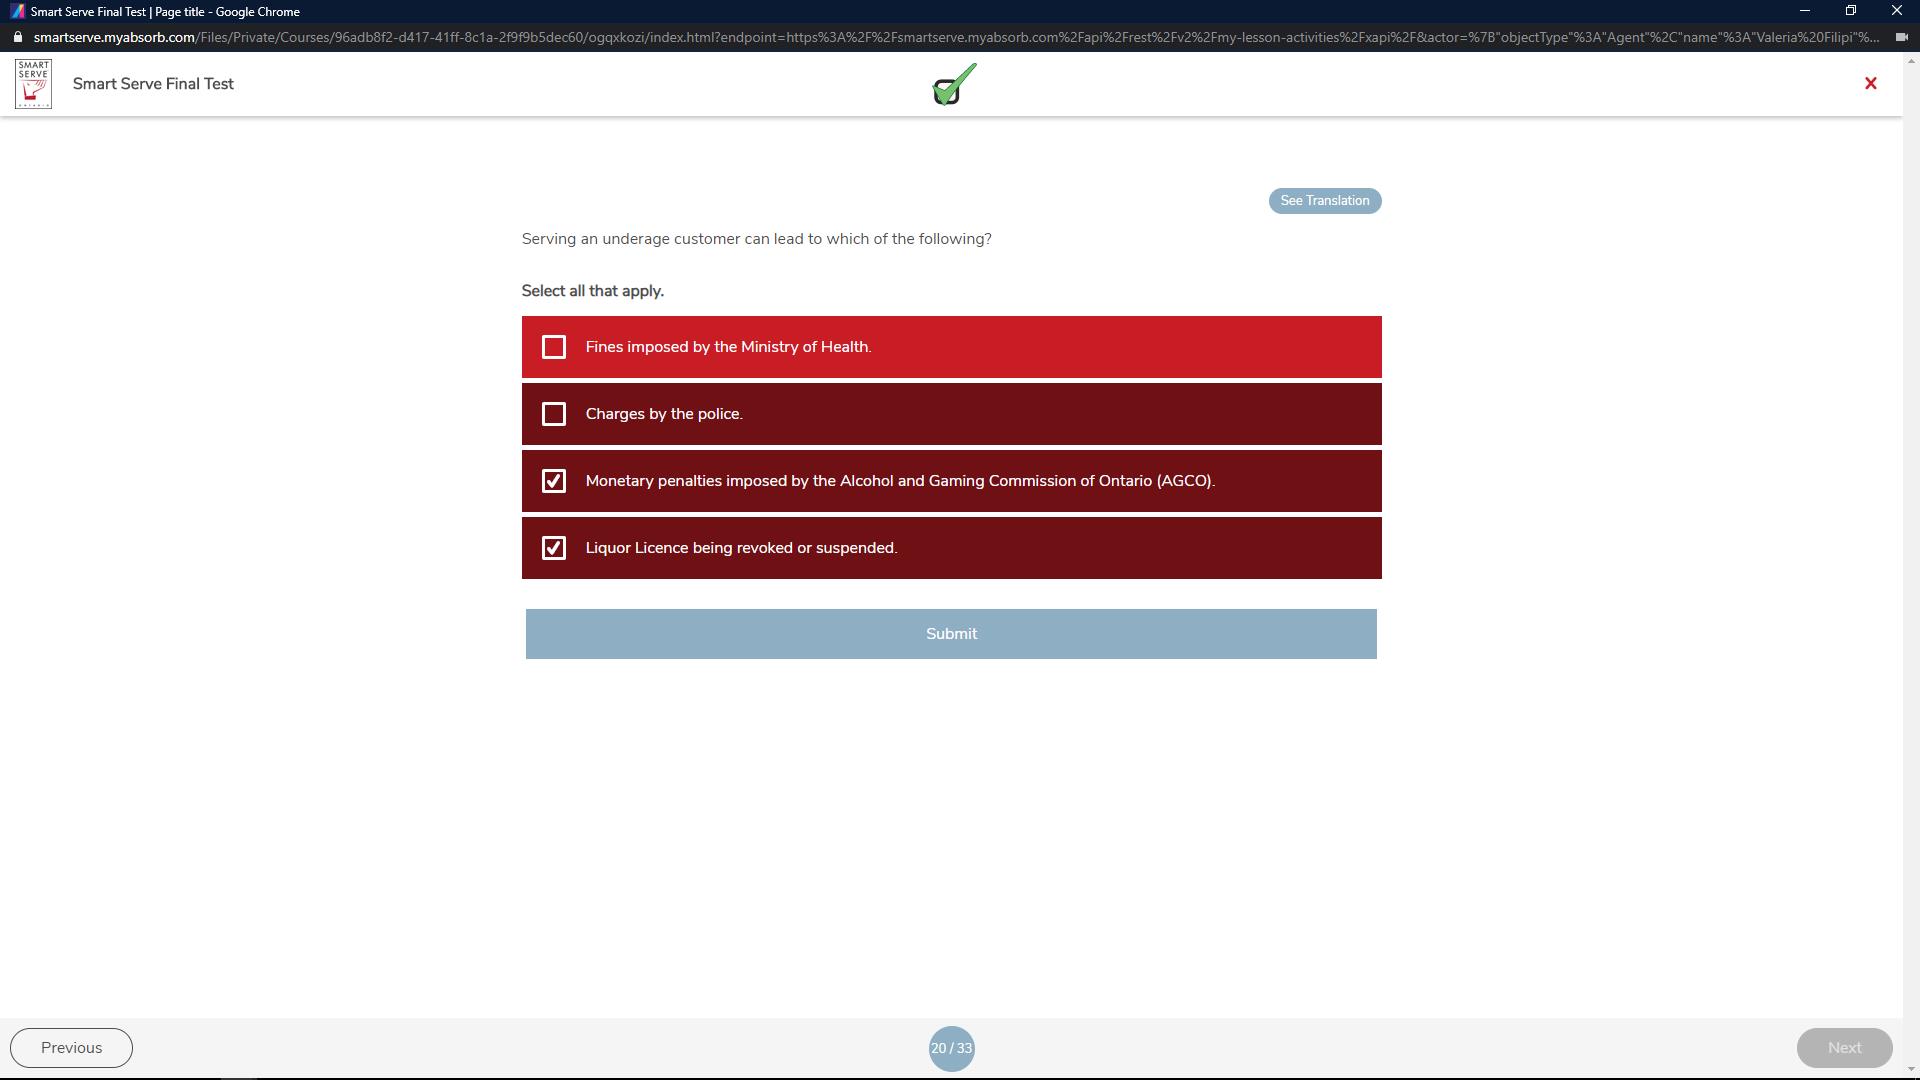 Smart Serve Final Test | Page title - Google Chrome
smartserve.myabsorb.com/Files/Private/Courses/96adb8f2-d417-41ff-8c1a-2f9f9b5dec60/ogqxkozi/index.html?endpoint=https%3A%2F%2Fsmartserve.myabsorb.com%2Fapi%2Frest%2Fv2%2Fmy-lesson-activities%2Fxapi%2F&actor=%7B"objectType"%3A"Agent"%2C"name"%3A"Valeria%20Filipi"%...
SMART
SERVE
ONTARIO
Smart Serve Final Test
See Translation
Serving an underage customer can lead to which of the following?
Select all that apply.
Fines imposed by the Ministry of Health.
Charges by the police.
Monetary penalties imposed by the Alcohol and Gaming Commission of Ontario (AGCO).
Liquor Licence being revoked or suspended.
Submit
Previous
20 / 33
Next